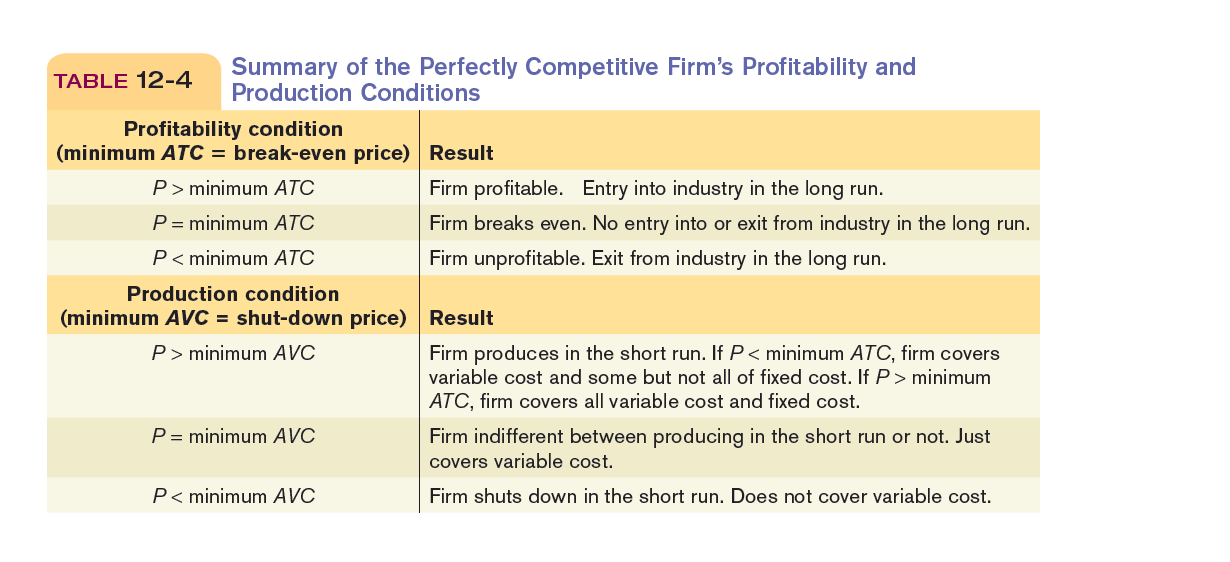 TABLE 12-4
Summary of the Perfectly Competitive Firm's Profitability and
Production Conditions
Profitability condition
(minimum ATC = break-even price)
Result
P > minimum ATC
Firm profitable. Entry into industry in the long run.
P = minimum ATC
Firm breaks even. No entry into or exit from industry in the long run.
P < minimum ATC
Firm unprofitable. Exit from industry in the long run.
Production condition
(minimum AVC = shut-down price)
Result
P > minimum AVC
Firm produces in the short run. If P < minimum ATC, firm covers
variable cost and some but not all of fixed cost. If P > minimum
ATC, firm covers all variable cost and fixed cost.
P = minimum AVC
Firm indifferent between producing in the short run or not. Just
covers variable cost.
P < minimum AVC
Firm shuts down in the short run. Does not cover variable cost.